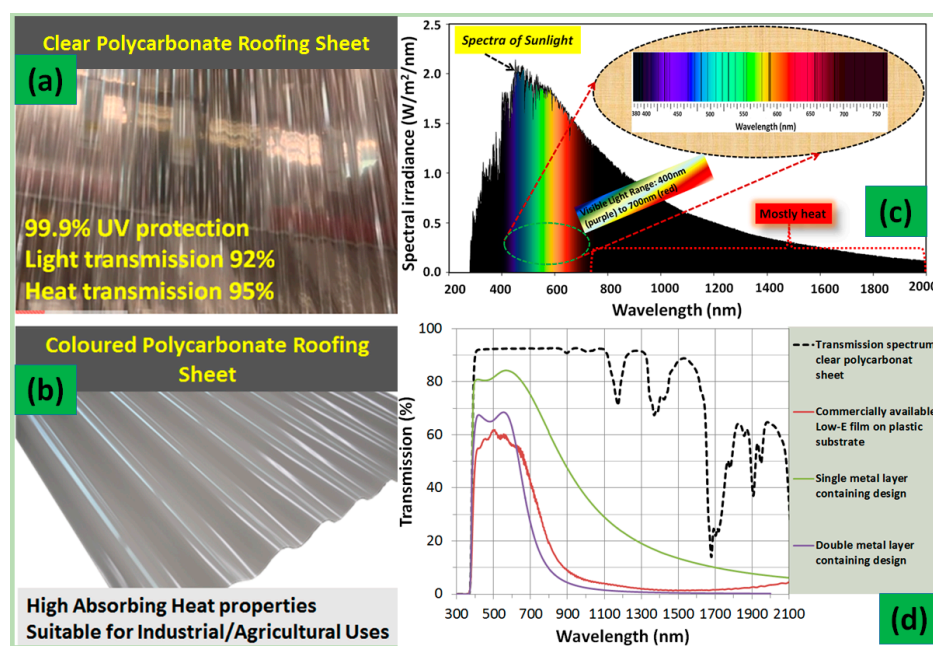 Clear Polycarbonate Roofing Sheet
(a)
99.9% UV protection
Light transmission 92%
Heat transmission 95%
Coloured Polycarbonate Roofing
Sheet
(b)
High Absorbing Heat properties
Suitable for Industrial/Agricultural Uses
Spectral irradiance (W/m²/nm)
2.5
2.0
1.5
1.0
0.5
0.0
Spectra of Sunlight
380 400 450 500 550 600 650 700 750
Wavelength (nm)
Visible Light Range: 400nm
(purple) to 700nm (red)
Mostly heat
(c)
200 400 600 800 1000 1200 1400 1600 1800 2000
Wavelength (nm)
Transmission (%)
100
80
60
40
20
0
300 500 700 900 1100 1300 1500 1700 1900 2100
Wavelength (nm)
Transmission spectrum
clear polycarbonat
sheet
Commercially available
Low-E film on plastic
substrate
Single metal layer
containing design
Double metal layer
containing design
(d)